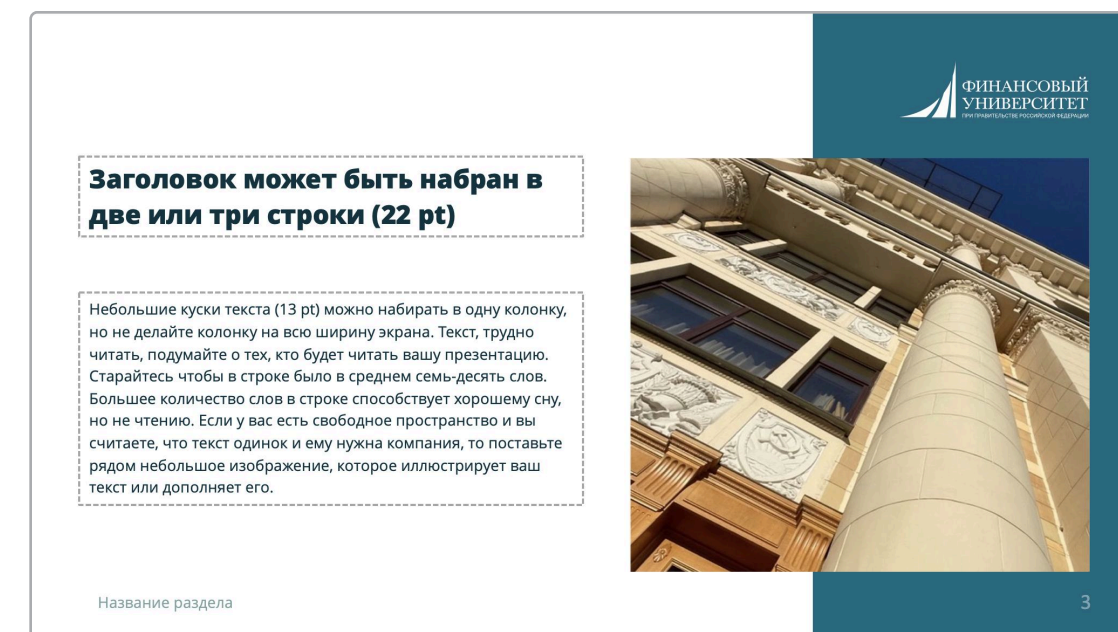 ФИНАНСОВЫЙ
УНИВЕРСИТЕТ
ПРИ ПРАВИТЕЛЬСТВЕ РОССИЙСКОЙ ФЕДЕРАЦИИ
Заголовок может быть набран в
две или три строки (22 pt)
Небольшие куски текста (13 pt) можно набирать в одну колонку,
но не делайте колонку на всю ширину экрана. Текст, трудно
читать, подумайте о тех, кто будет читать вашу презентацию.
Старайтесь чтобы в строке было в среднем семь-десять слов.
Большее количество слов в строке способствует хорошему сну,
но не чтению. Если у вас есть свободное пространство и вы
считаете, что текст одинок и ему нужна компания, то поставьте
рядом небольшое изображение, которое иллюстрирует ваш
текст или дополняет его.
Название раздела
3